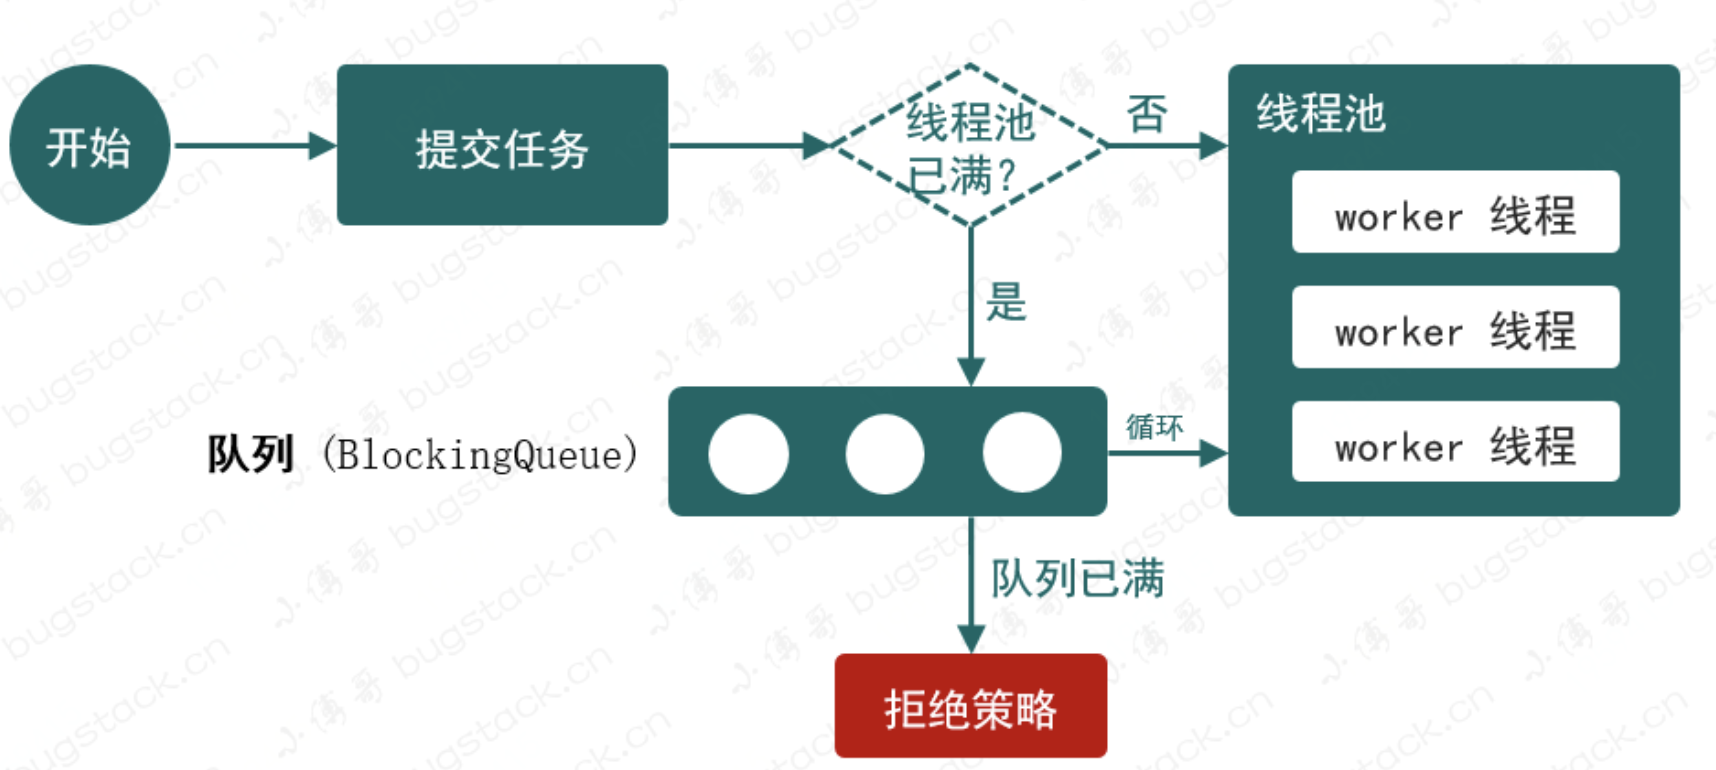 开始
提交任务
线程池
已满？
否
线程池
worker 线程
worker 线程
worker 线程
是
队列 (BlockingQueue)
循环
队列已满
拒绝策略
小傅哥 bugstack.cn